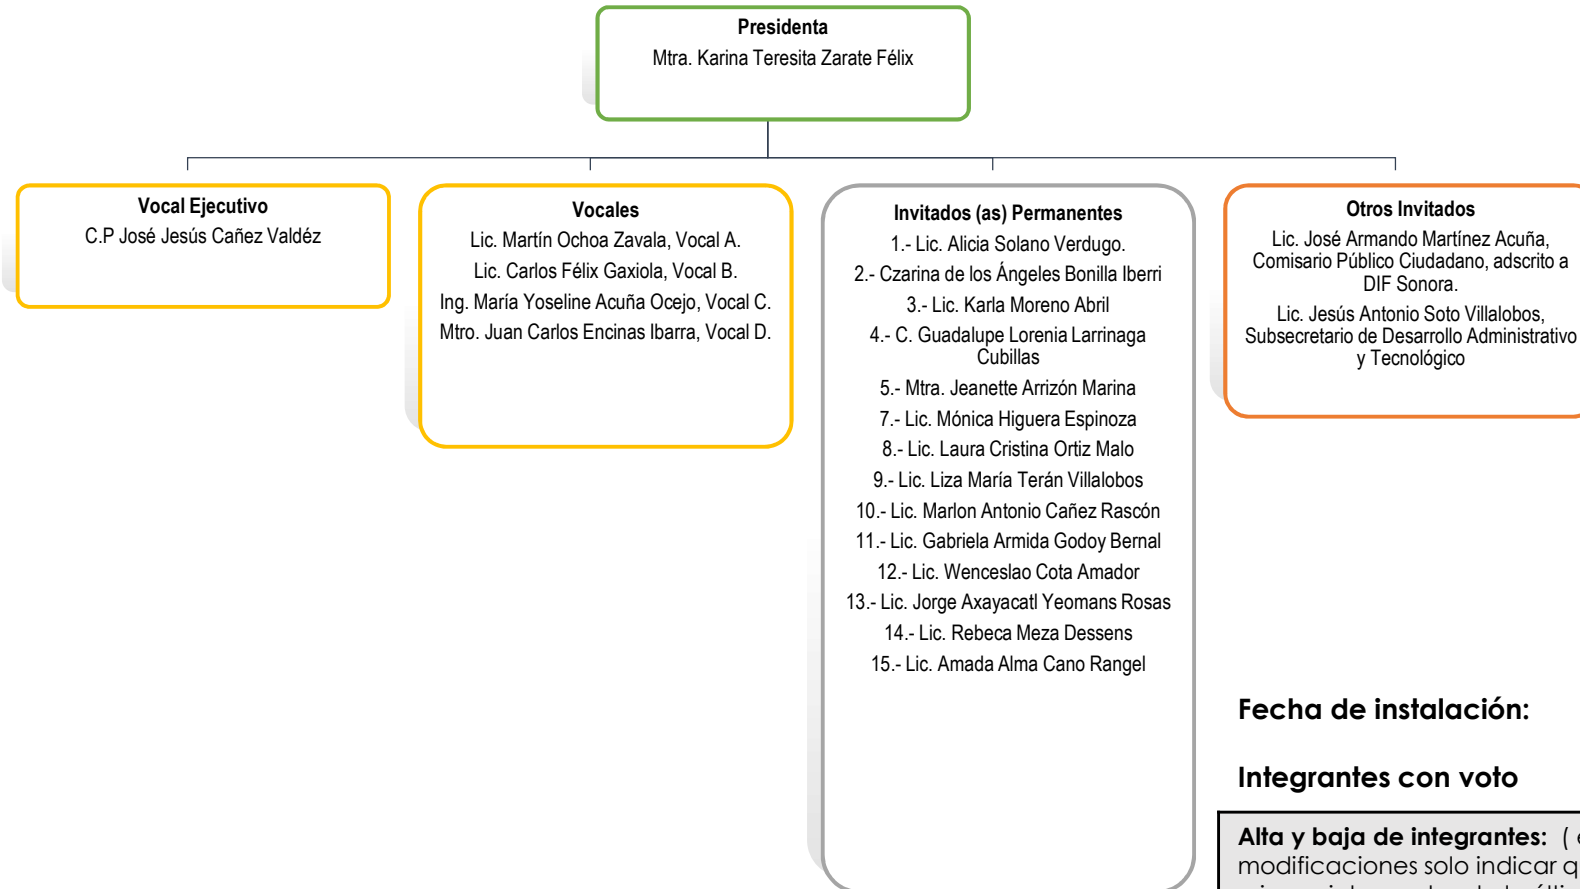 Presidenta
Mtra. Karina Teresita Zarate Félix
Vocal Ejecutivo
C.P José Jesús Cañez Valdéz
Vocales
Lic. Martín Ochoa Zavala, Vocal A.
Lic. Carlos Félix Gaxiola, Vocal B.
Ing. María Yoseline Acuña Ocejo, Vocal C.
Mtro. Juan Carlos Encinas Ibarra, Vocal D.
Invitados (as) Permanentes
1.- Lic. Alicia Solano Verdugo.
2.- Czarina de los Ángeles Bonilla Iberri
3.- Lic. Karla Moreno Abril
4.- C. Guadalupe Lorenia Larrinaga
Cubillas
5.- Mtra. Jeanette Arrizón Marina
7.- Lic. Mónica Higuera Espinoza
8.- Lic. Laura Cristina Ortiz Malo
9.- Lic. Liza María Terán Villalobos
10.- Lic. Marlon Antonio Cañez Rascón
11.- Lic. Gabriela Armida Godoy Bernal
12.- Lic. Wenceslao Cota Amador
13.- Lic. Jorge Axayacatl Yeomans Rosas
14.- Lic. Rebeca Meza Dessens
15.- Lic. Amada Alma Cano Rangel
Otros Invitados
Lic. José Armando Martínez Acuña,
Comisario Público Ciudadano, adscrito a
DIF Sonora.
Lic. Jesús Antonio Soto Villalobos,
Subsecretario de Desarrollo Administrativo
y Tecnológico
Fecha de instalación:
Integrantes con voto
Alta y baja de integrantes: (
modificaciones solo indicar